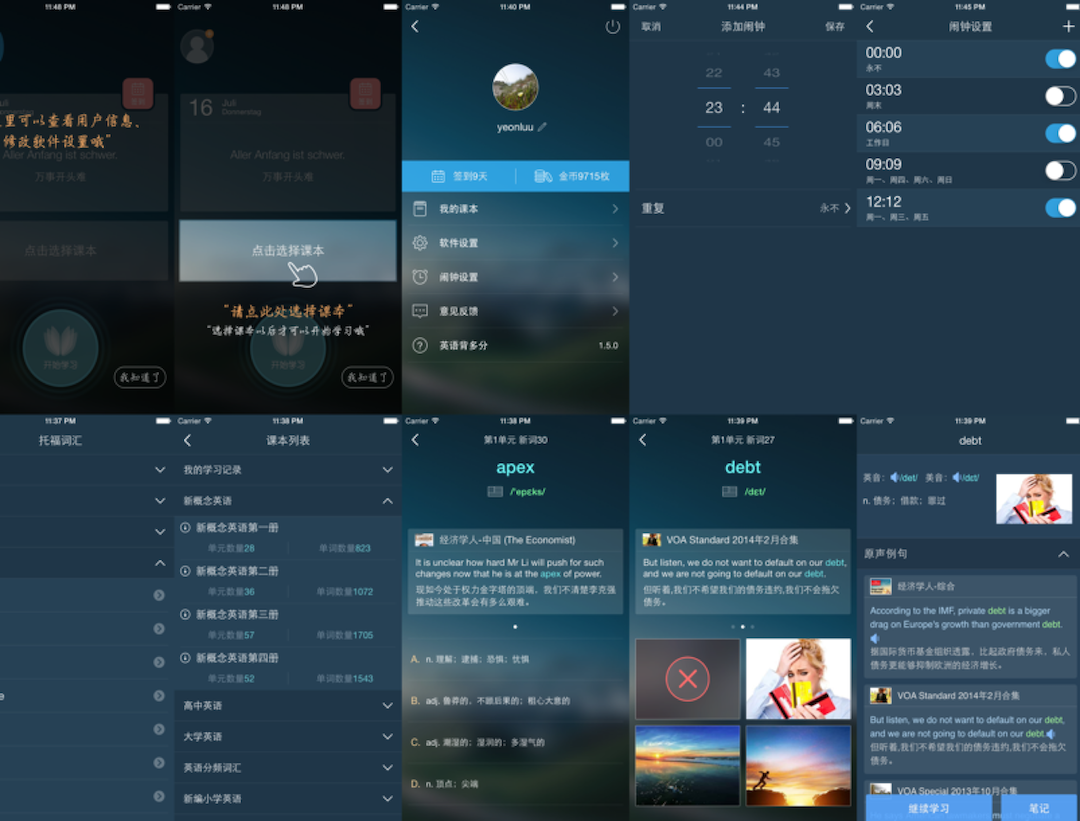 11:48 PM
Juli
Donnerstag
里可以查看用户信息、
修改软件设置哦"
Aller Anfang ist schwer.
万事开头难
点击选择课本
开始学习
我知道了
Carrier 11:48 PM
16 Juli
Donnerstag
Aller Anfang ist schwer.
万事开头难
点击选择课本
"请点此处选择课本"
"选择课本以后才可以开始学习哦"
开始学习
我知道了
Carrier 11:40 PM
yeonluu
签到9天
金币9715枚
我的课本
软件设置
闹钟设置
意见反馈
英语背多分 1.5.0
Carrier 11:44 PM
取消 添加闹钟 保存
22 43
23 : 44
00 45
重复 永不
Carrier 11:45 PM
闹钟设置
00:00
永不
03:03
周末
06:06
工作日
09:09
周一、周四、周六、周日
12:12
周一、周三、周五
11:37 PM
托福词汇
Carrier 11:38 PM
课本列表
我的学习记录
新概念英语
新概念英语第一册
单元数量28 单词数量823
新概念英语第二册
单元数量36 单词数量1072
新概念英语第三册
单元数量57 单词数量1705
新概念英语第四册
单元数量52 单词数量1543
高中英语
大学英语
英语分频词汇
新编小学英语
Carrier 11:38 PM
第1单元 新词30
apex
/'epɛks/
经济学人-中国 (The Economist)
It is unclear how hard Mr Li will push for such
changes now that he is at the apex of power.
现如今处于权力金字塔的顶端，我们不清楚李克强
推动这些改革会有多么艰难。
A. n. 理解；逮捕；恐惧；忧惧
B. adj. 鲁莽的，不顾后果的；粗心大意的
C. adj. 潮湿的；湿润的；多湿气的
D. n. 顶点；尖端
Carrier 11:39 PM
第1单元 新词27
debt
/dɛt/
VOA Standard 2014年2月合集
But listen, we do not want to default on our debt,
and we are not going to default on our debt.
但听着,我们不希望我们的债务违约,我们不会拖欠
债务。
Carrier 11:39 PM
debt
英音： /det/ 美音： /dɛt/
n. 债务；借款；罪过
原声例句
经济学人-综合
According to the IMF, private debt is a bigger
drag on Europe's growth than government debt.
据国际货币基金组织透露，比起政府债务来，私人
债务更能够抑制欧洲的经济增长。
VOA Standard 2014年2月合集
But listen, we do not want to default on our debt,
and we are not going to default on our debt.
但听着,我们不希望我们的债务违约,我们不会拖欠
债务。
VOA Special 2013年10月合集
继续学习 笔记